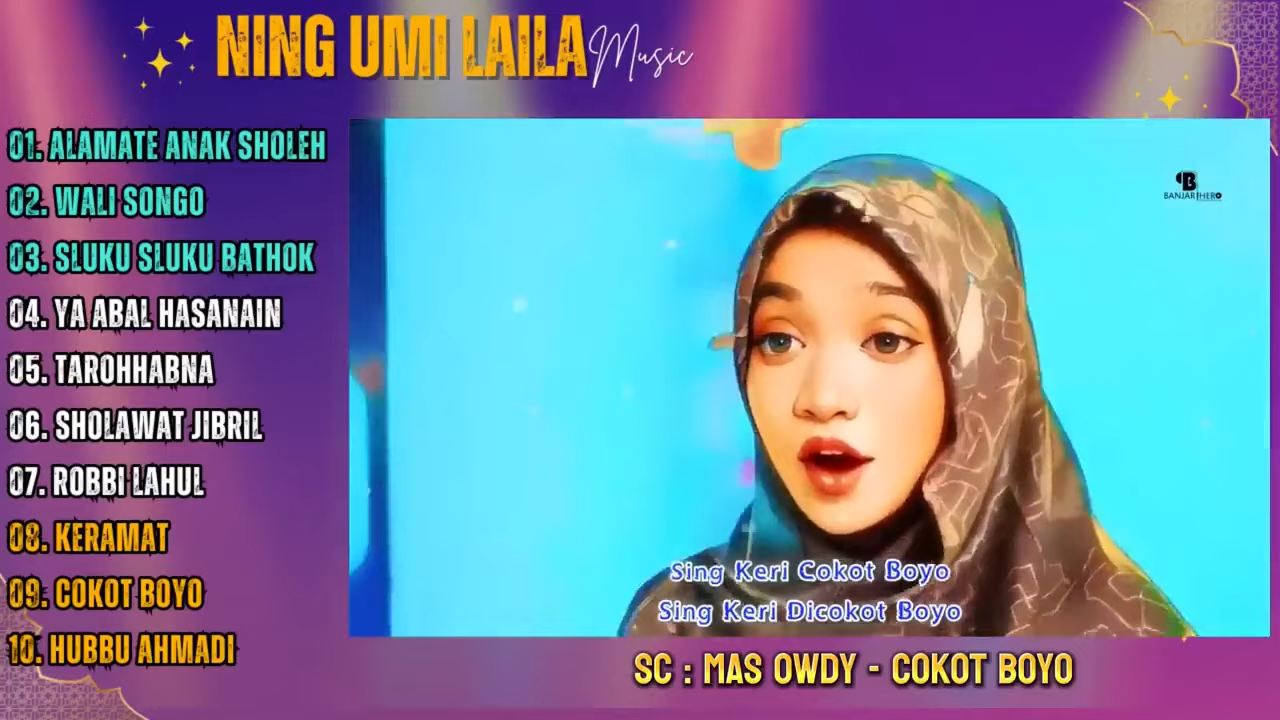 NING UMI LAILA Music
01. ALAMATE ANAK SHOLEH
02. WALI SONGO
03. SLUKU SLUKU BATHOK
04. YA ABAL HASANAIN
05. TAROHHABNA
06. SHOLAWAT JIBRIL
07. ROBBI LAHUL
08. KERAMAT
09. COKOT BOYO
10. HUBBU AHMADI
BANJAR HERO
Sing Keri Cokot Boyo
Sing Keri Dicokot Boyo
SC : MAS OWDY - COKOT BOYO